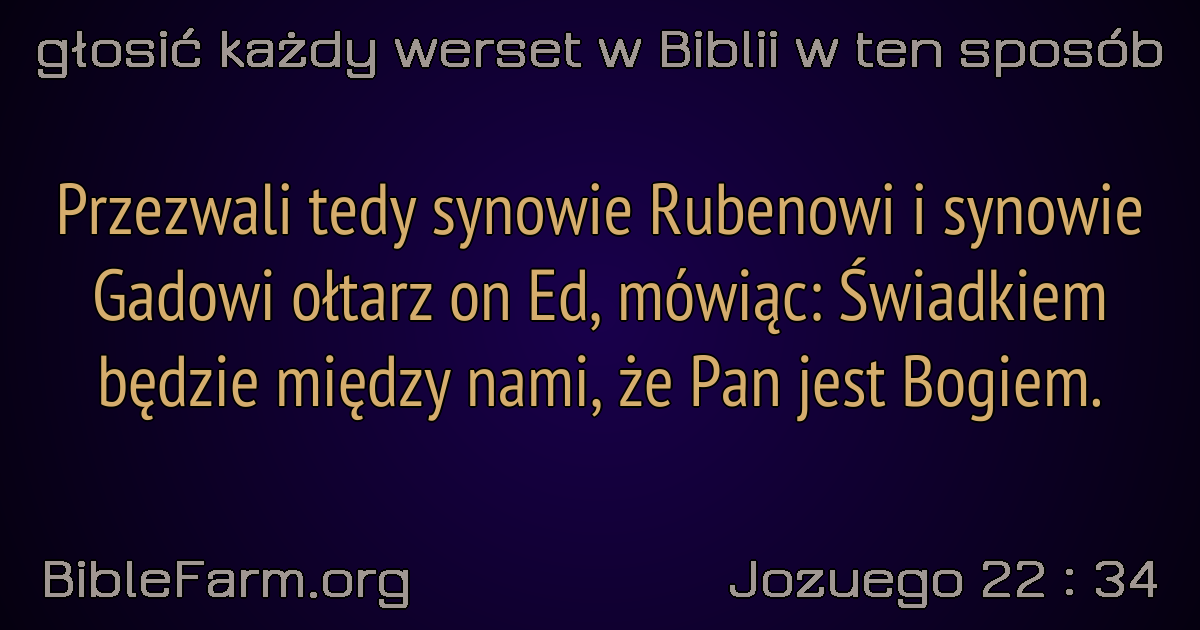 głosić każdy werset w Biblii w ten sposób
Przezwali tedy synowie Rubenowi i synowie
Gadowi ołtarz on Ed, mówiąc: Świadkiem
będzie między nami, że Pan jest Bogiem.
BibleFarm.org
Jozuego 22 : 34